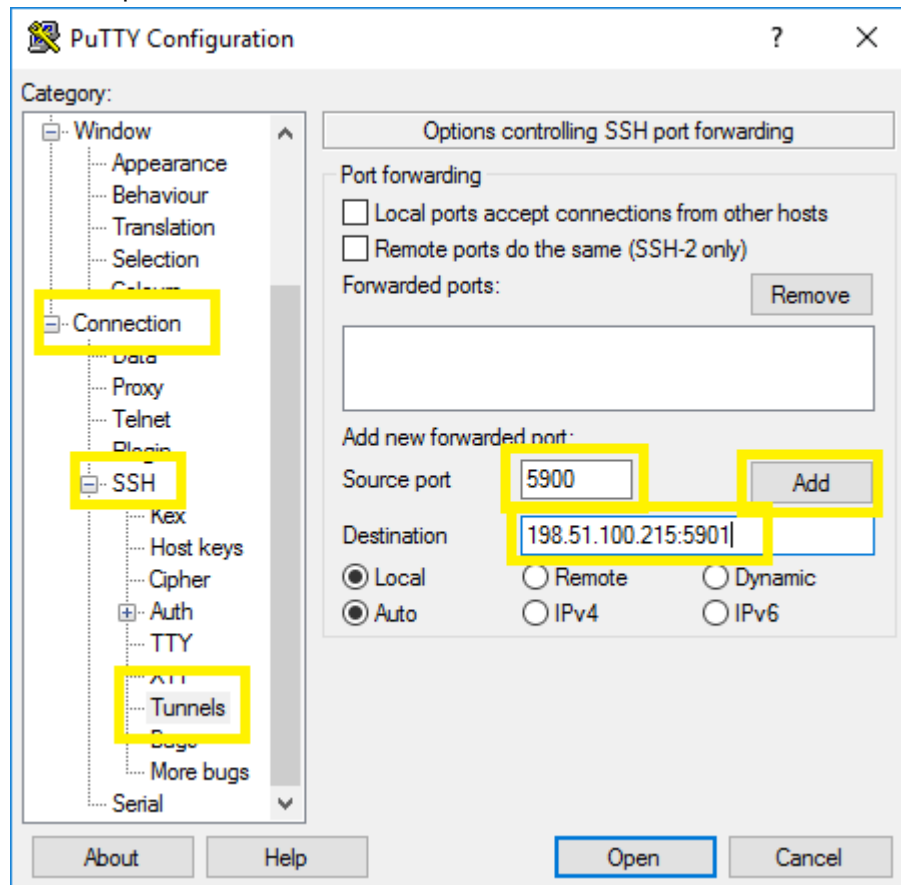 PuTTY Configuration
?
Category:
Window
Appearance
Behaviour
Translation
Selection
Connection
Proxy
Telnet
SSH
Host keys
Cipher
Auth
TTY
Tunnels
More bugs
Serial
Options controlling SSH port forwarding
Port forwarding
Local ports accept connections from other hosts
Remote ports do the same (SSH-2 only)
Forwarded ports:
Remove
Add new forwarded port:
Source port 5900 Add
Destination 198.51.100.215:5901
Local Remote Dynamic
Auto IPv4 IPv6
About Help Open Cancel